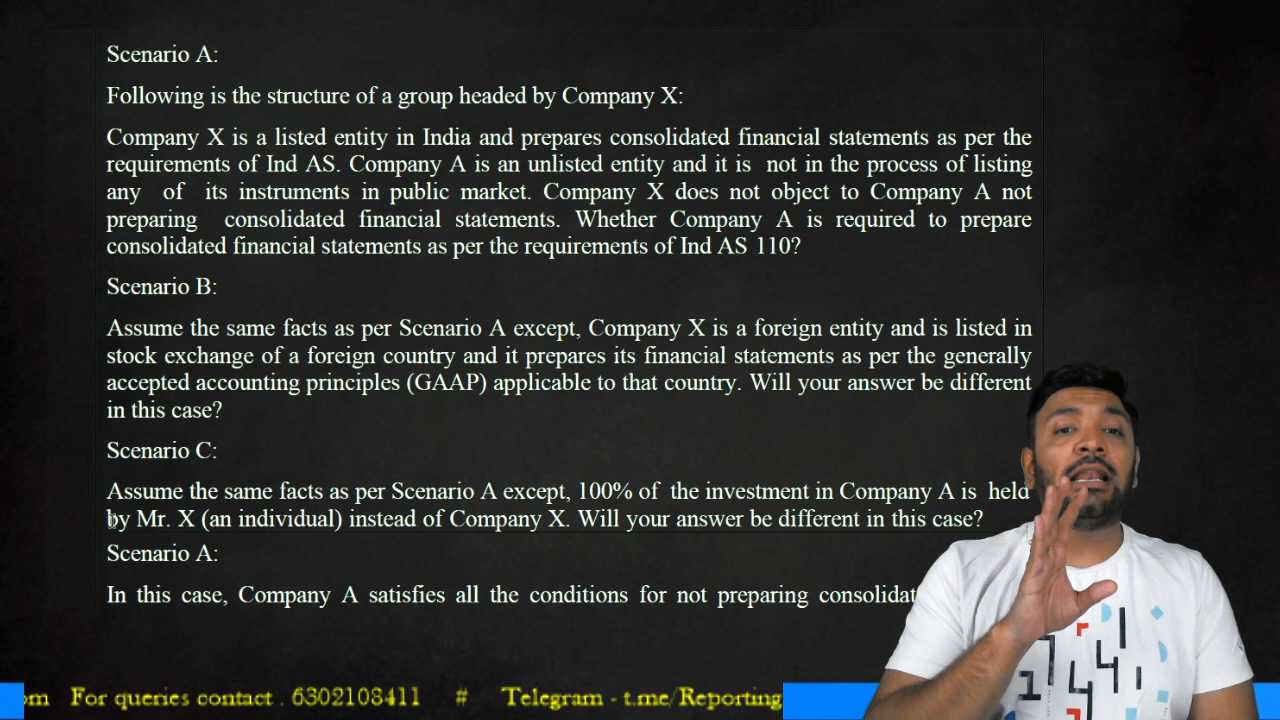 Scenario A:
Following is the structure of a group headed by Company X:
Company X is a listed entity in India and prepares consolidated financial statements as per the
requirements of Ind AS. Company A is an unlisted entity and it is not in the process of listing
any of its instruments in public market. Company X does not object to Company A not
preparing consolidated financial statements. Whether Company A is required to prepare
consolidated financial statements as per the requirements of Ind AS 110?
Scenario B:
Assume the same facts as per Scenario A except, Company X is a foreign entity and is listed in
stock exchange of a foreign country and it prepares its financial statements as per the generally
accepted accounting principles (GAAP) applicable to that country. Will your answer be different
in this case?
Scenario C:
Assume the same facts as per Scenario A except, 100% of the investment in Company A is held
by Mr. X (an individual) instead of Company X. Will your answer be different in this case?
Scenario A:
In this case, Company A satisfies all the conditions for not preparing consolidat
om For queries contact . 6302108411 # Telegram - t.me/Reporting